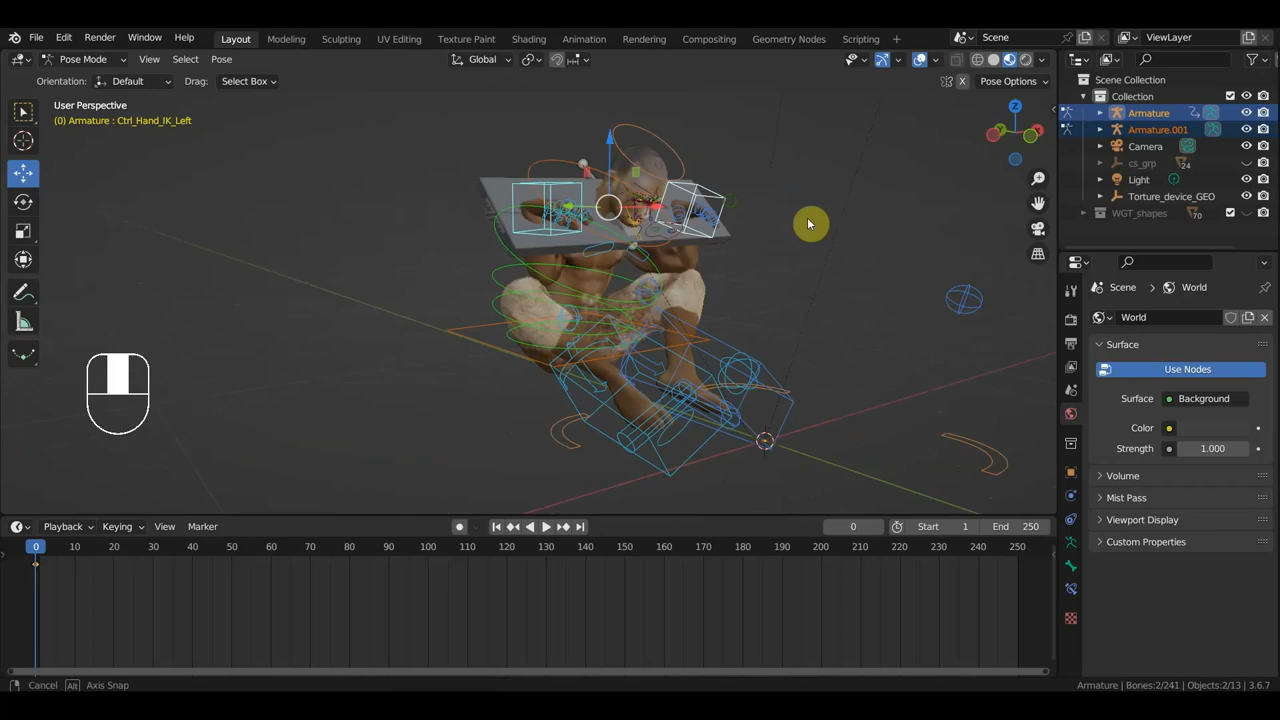 File Edit Render Window Help Layout Modeling Sculpting UV Editing Texture Paint Shading Animation Rendering Compositing Geometry Nodes Scripting + Scene ViewLayer
Pose Mode View Select Pose Global
Orientation: Default Drag: Select Box X Pose Options
Scene Collection
Collection
User Perspective
(0) Armature : Ctrl_Hand_IK_Left
Armature
Armature.001
Camera
cs_grp 24
Light
Torture_device_GEO
WGT_shapes 70
Z
X
Y
Scene World
World
Surface
Use Nodes
Surface Background
Color
Strength 1.000
Volume
Mist Pass
Viewport Display
Custom Properties
Playback Keying View Marker 0 Start 1 End 250
0 10 20 30 40 50 60 70 80 90 100 110 120 130 140 150 160 170 180 190 200 210 220 230 240 250
Cancel Alt Axis Snap Armature | Bones:2/241 | Objects:2/13 | 3.6.7